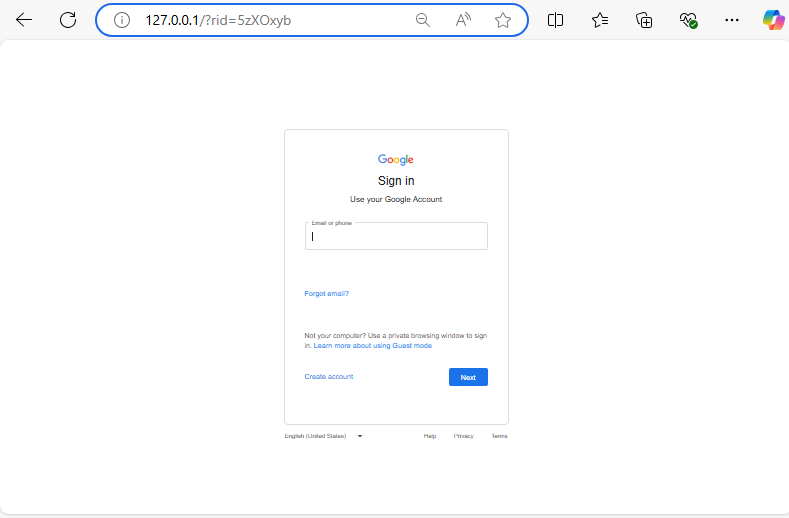 127.0.0.1/?rid=5zXOxyb
Google
Sign in
Use your Google Account
Email or phone
Forgot email?
Not your computer? Use a private browsing window to sign
in. Learn more about using Guest mode
Create account
Next
English (United States)
Help
Privacy
Terms